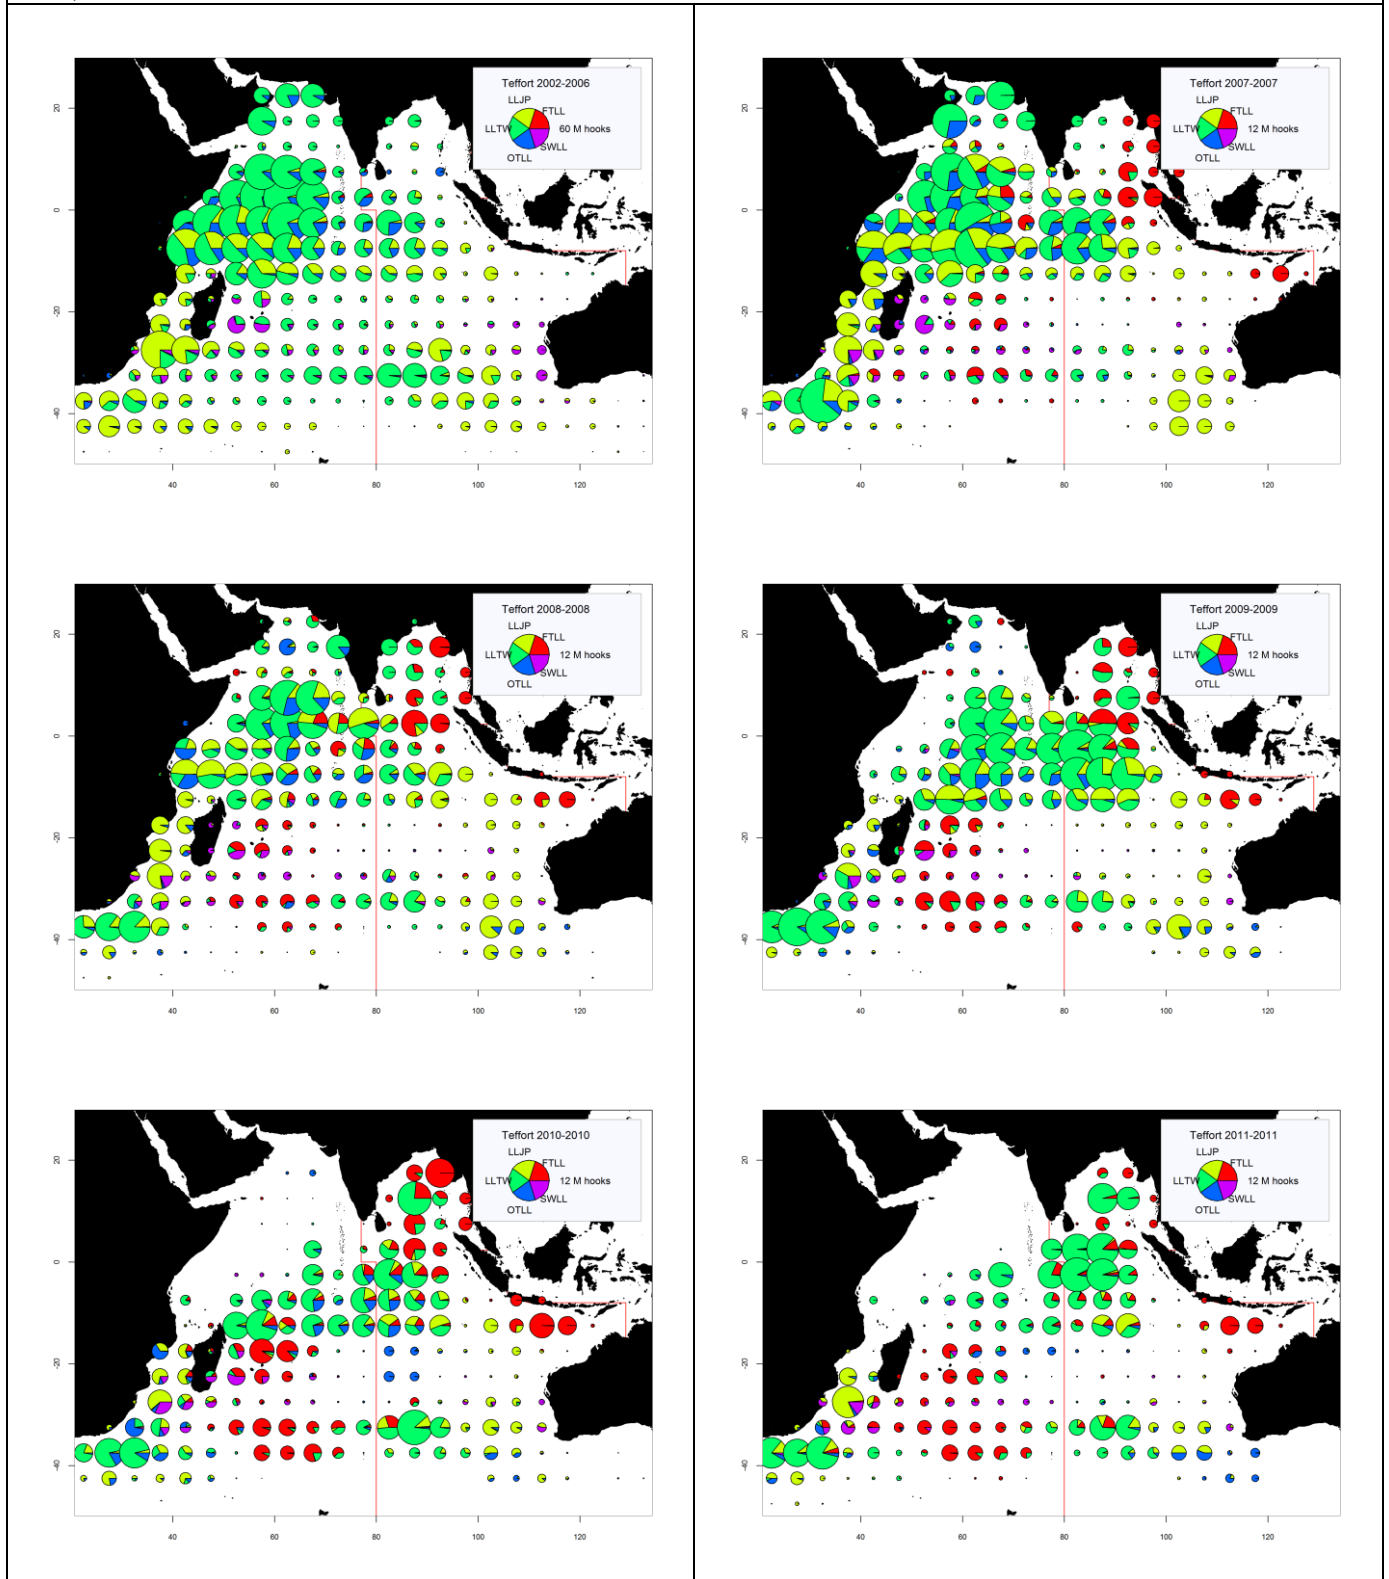 Teffort 2002-2006
LLJP
FTLL
LLTW
60 M hooks
SWLL
OTLL
20
0
-20
-40
40
60
80
100
120
Teffort 2007-2007
LLJP
FTLL
LLTW
12 M hooks
SWLL
OTLL
20
0
-20
-40
40
60
80
100
120
Teffort 2008-2008
LLJP
FTLL
LLTW
12 M hooks
SWLL
OTLL
20
0
-20
-40
40
60
80
100
120
Teffort 2009-2009
LLJP
FTLL
LLTW
12 M hooks
SWLL
OTLL
20
0
-20
-40
40
60
80
100
120
Teffort 2010-2010
LLJP
FTLL
LLTW
12 M hooks
SWLL
OTLL
20
0
-20
-40
40
60
80
100
120
Teffort 2011-2011
LLJP
FTLL
LLTW
12 M hooks
SWLL
OTLL
20
0
-20
-40
40
60
80
100
120